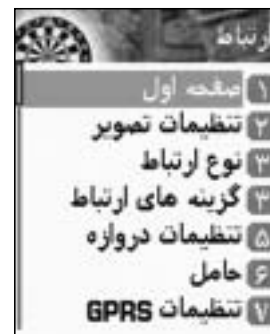 ارتباط
۱ صفحه اول
۲ تنظیمات تصویر
۳ نوع ارتباط
۴ گزینه های ارتباط
۵ تنظیمات دروازه
۶ حامل
۷ تنظیمات GPRS